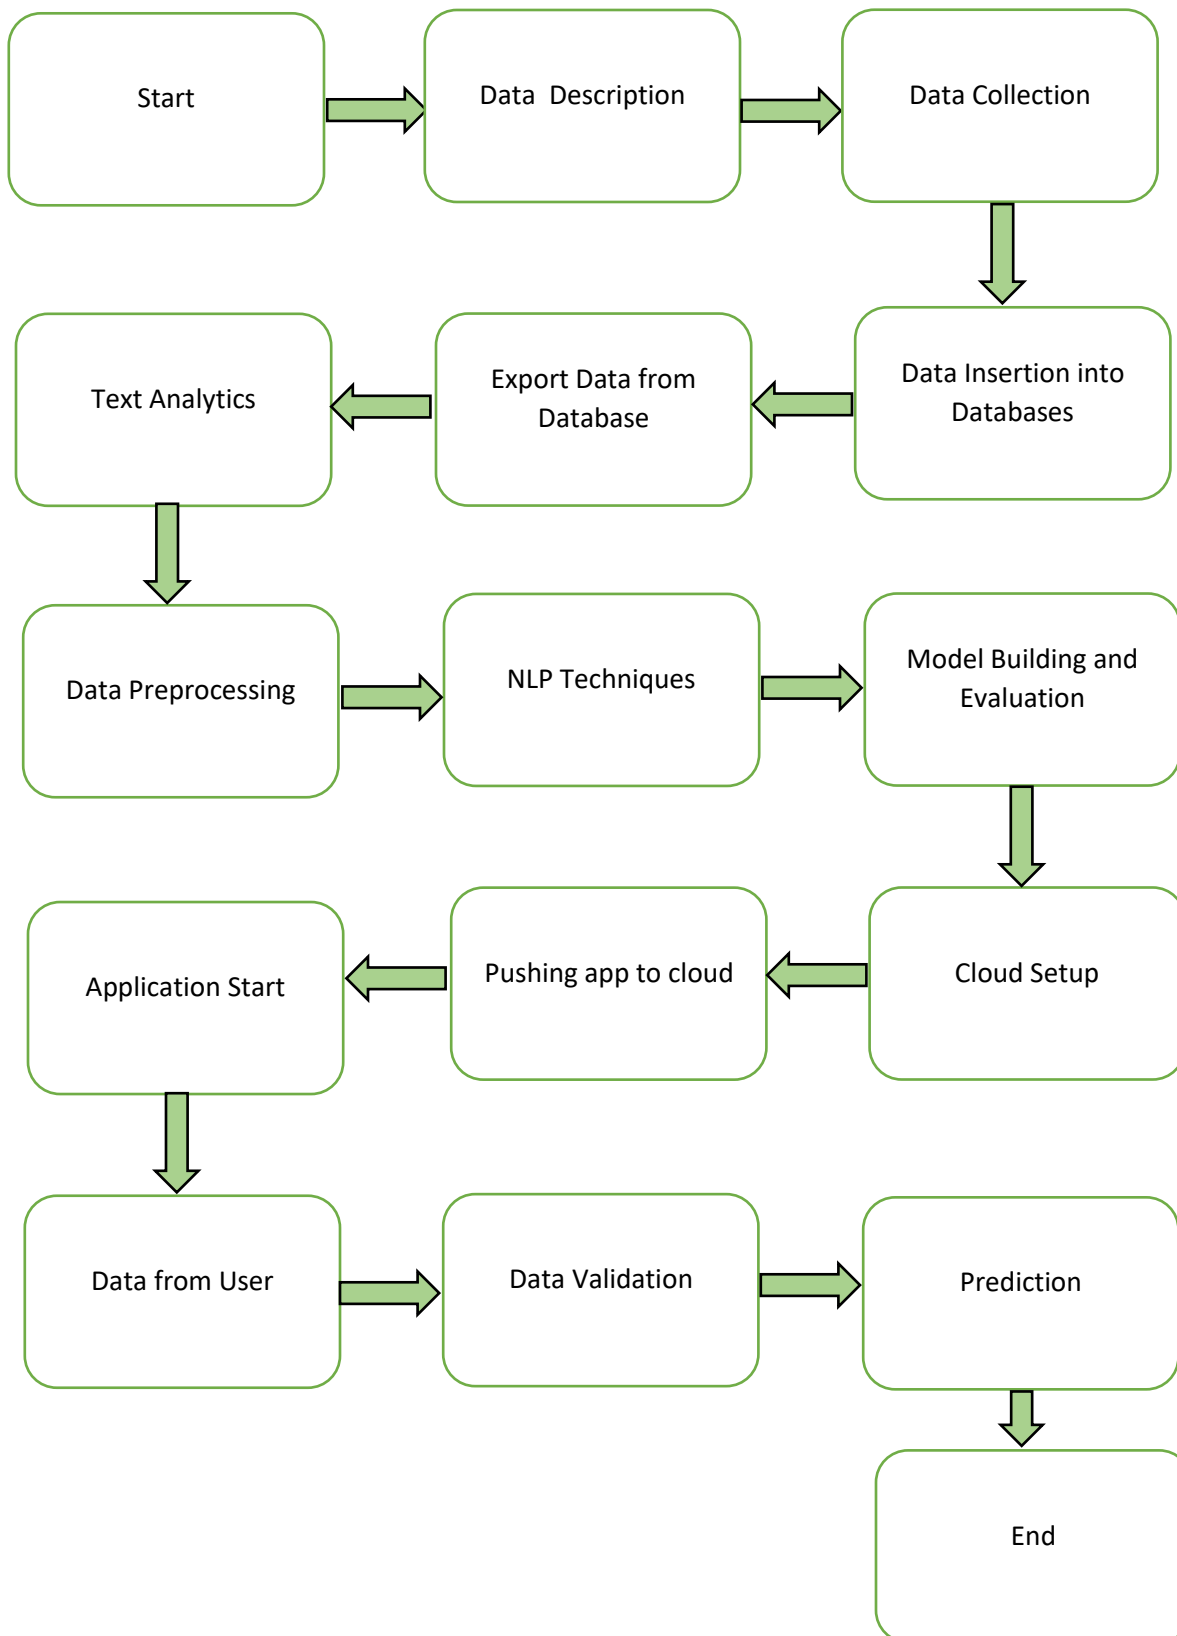 Start
Data  Description
Data Collection
Data Insertion into
Databases
Export Data from
Database
Text Analytics
Data Preprocessing
NLP Techniques
Model Building and
Evaluation
Cloud Setup
Pushing app to cloud
Application Start
Data from User
Data Validation
Prediction
End